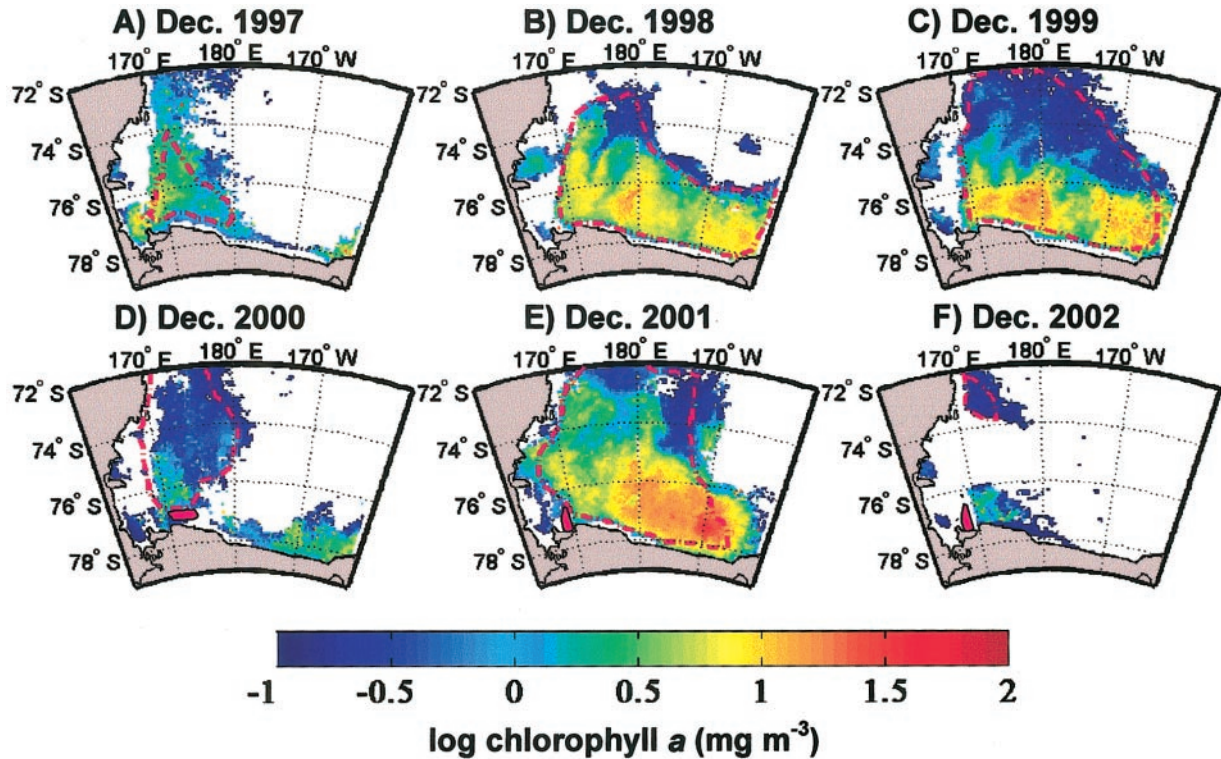 A) Dec. 1997
B) Dec. 1998
C) Dec. 1999
170° E 180° E 170° W
170° E 180° E 170° W
170° E 180° E 170° W
72° S
74° S
76° S
78° S
72° S
74° S
76° S
78° S
72° S
74° S
76° S
78° S
D) Dec. 2000
E) Dec. 2001
F) Dec. 2002
170° E 180° E 170° W
170° E 180° E 170° W
170° E 180° E 170° W
72° S
74° S
76° S
78° S
72° S
74° S
76° S
78° S
72° S
74° S
76° S
78° S
-1 -0.5 0 0.5 1 1.5 2
log chlorophyll a (mg m⁻³)